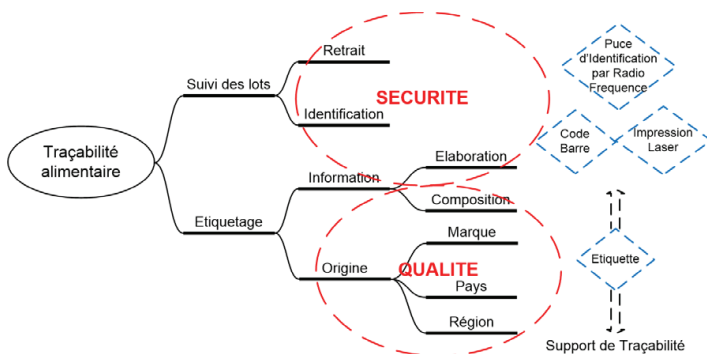 Traçabilité
alimentaire
Suivi des lots
Retrait
Identification
SECURITE
Etiquetage
Information
Elaboration
Composition
Origine
QUALITE
Marque
Pays
Région
Puce
d'Identification
par Radio
Frequence
Code
Barre
Impression
Laser
Etiquette
Support de Traçabilité